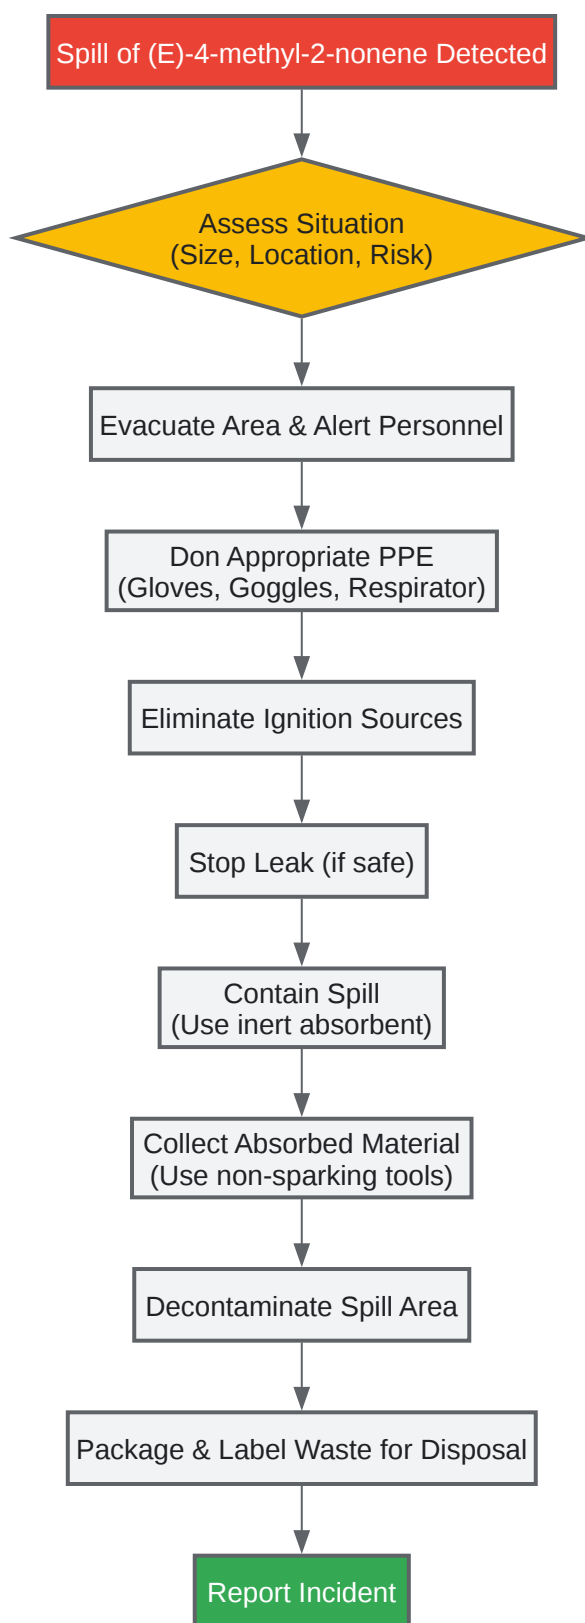 Spill of (E)-4-methyl-2-nonene Detected
Assess Situation
(Size, Location, Risk)
Evacuate Area & Alert Personnel
Don Appropriate PPE
(Gloves, Goggles, Respirator)
Eliminate Ignition Sources
Stop Leak (if safe)
Contain Spill
(Use inert absorbent)
Collect Absorbed Material
(Use non-sparking tools)
Decontaminate Spill Area
Package & Label Waste for Disposal
Report Incident